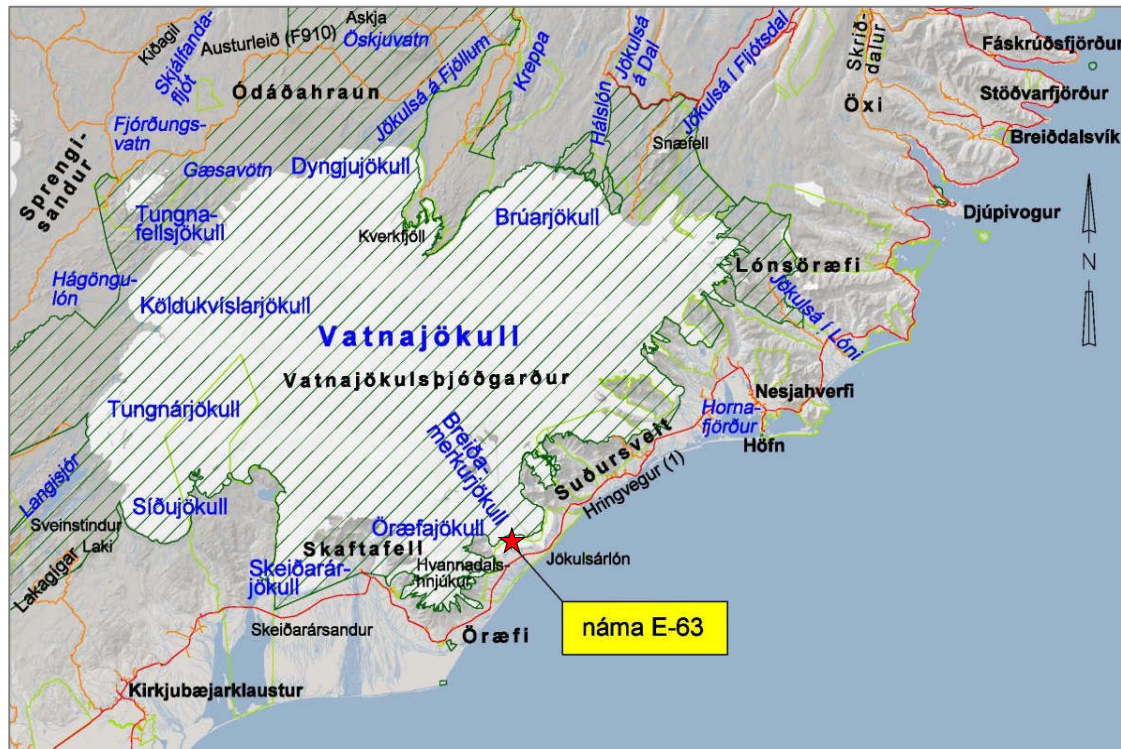 Askja
Kiðagil
Skjálfanda-
fljót
Austurleið (F910)
Öskjuvatn
Ódáðahraun
Jökulsá á Fjöllum
Kreppa
Hálslón
Jökulsá
á Dal
Jökulsá í Fljótsdal
Skrið-
dalur
Öxi
Fáskrúðsfjörður
Stöðvarfjörður
Breiðdalsvík
Djúpivogur
Fjórðungs-
vatn
Gæsavötn
Sprengi-
sandur
Dyngjujökull
Snæfell
Tungna-
fellsjökull
Kverkfjöll
Brúarjökull
Hágöngu-
lón
Köldukvíslarjökull
Lónsöræfi
Jökulsá í Lóni
N
Vatnajökull
Vatnajökulsþjóðgarður
Tungnárjökull
Nesjahverfi
Horna-
fjörður
Höfn
Breiða-
merkurjökull
Suðursveit
Hringvegur (1)
Langisjór
Síðujökull
Sveinstindur
Laki
Lakagígar
Öræfajökull
Skaftafell
Hvannadals-
hnjúkur
Jökulsárlón
Skeiðarár-
jökull
Skeiðarársandur
Öræfi
náma E-63
Kirkjubæjarklaustur